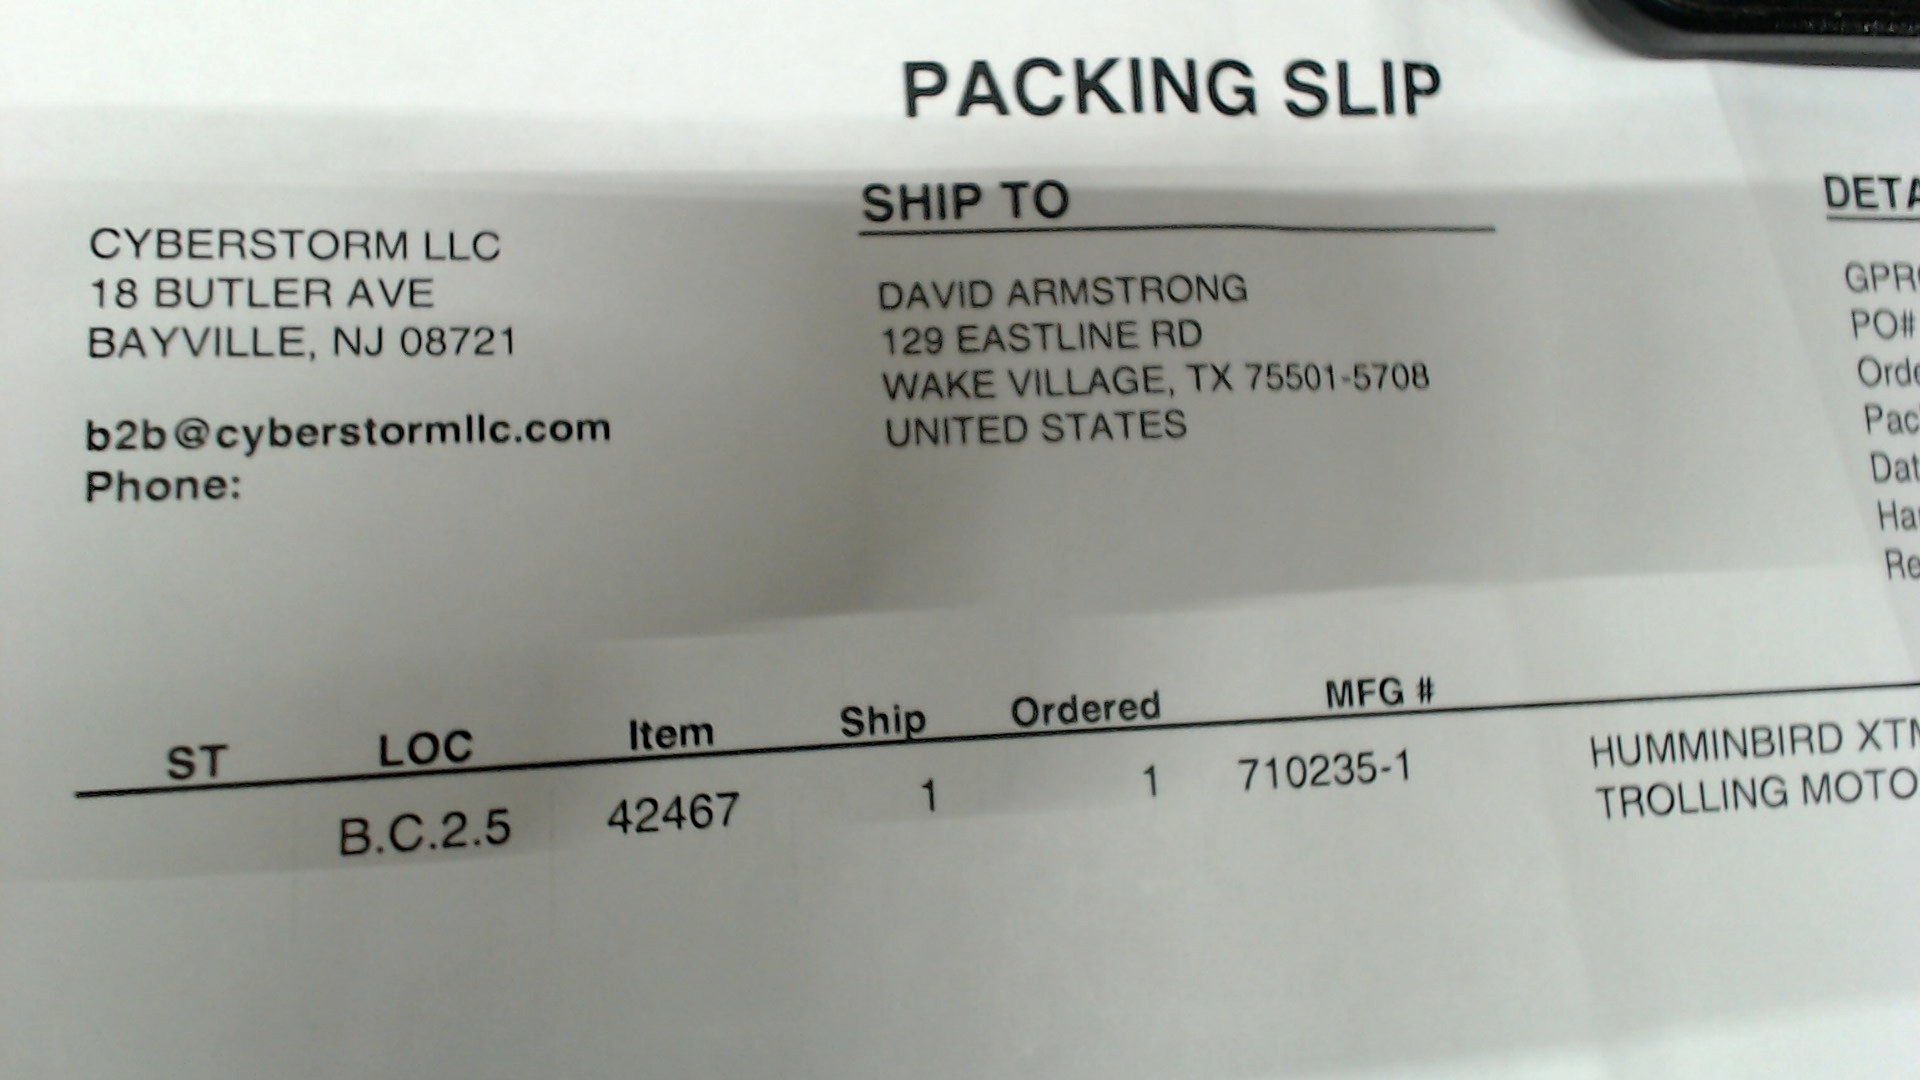 PACKING SLIP
CYBERSTORM LLC
18 BUTLER AVE
BAYVILLE, NJ 08721
b2b@cyberstormllc.com
Phone:
SHIP TO
DAVID ARMSTRONG
129 EASTLINE RD
WAKE VILLAGE, TX 75501-5708
UNITED STATES
PO#
ST LOC Item Ship Ordered MFG #
B.C.2.5 42467 1 1 710235-1 HUMMINBIRD
TROLLING